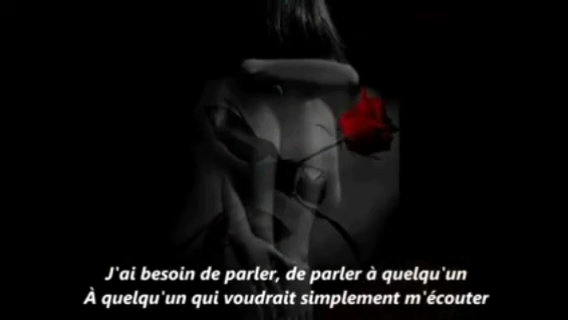 J'ai besoin de parler, de parler à quelqu'un
À quelqu'un qui voudrait simplement m'écouter